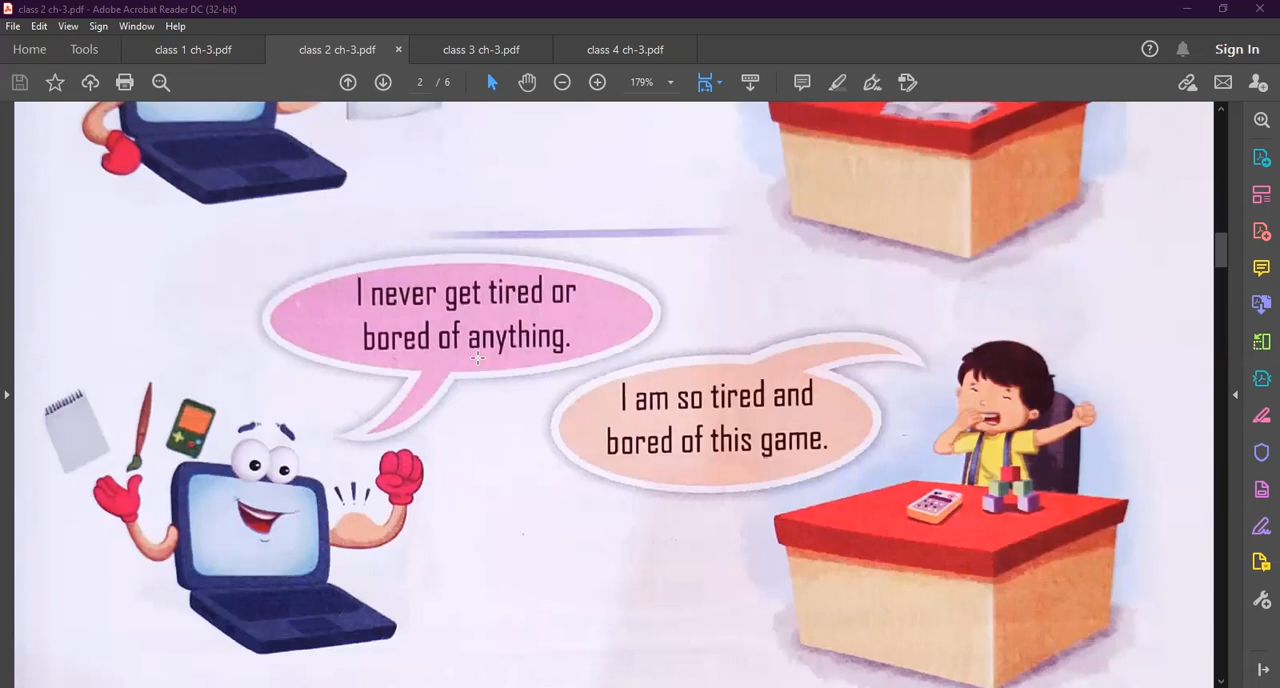 class 2 ch-3.pdf - Adobe Acrobat Reader DC (32-bit)
File Edit View Sign Window Help
Home Tools class 1 ch-3.pdf class 2 ch-3.pdf × class 3 ch-3.pdf class 4 ch-3.pdf Sign In
2 / 6 179%
I never get tired or
bored of anything.
I am so tired and
bored of this game.